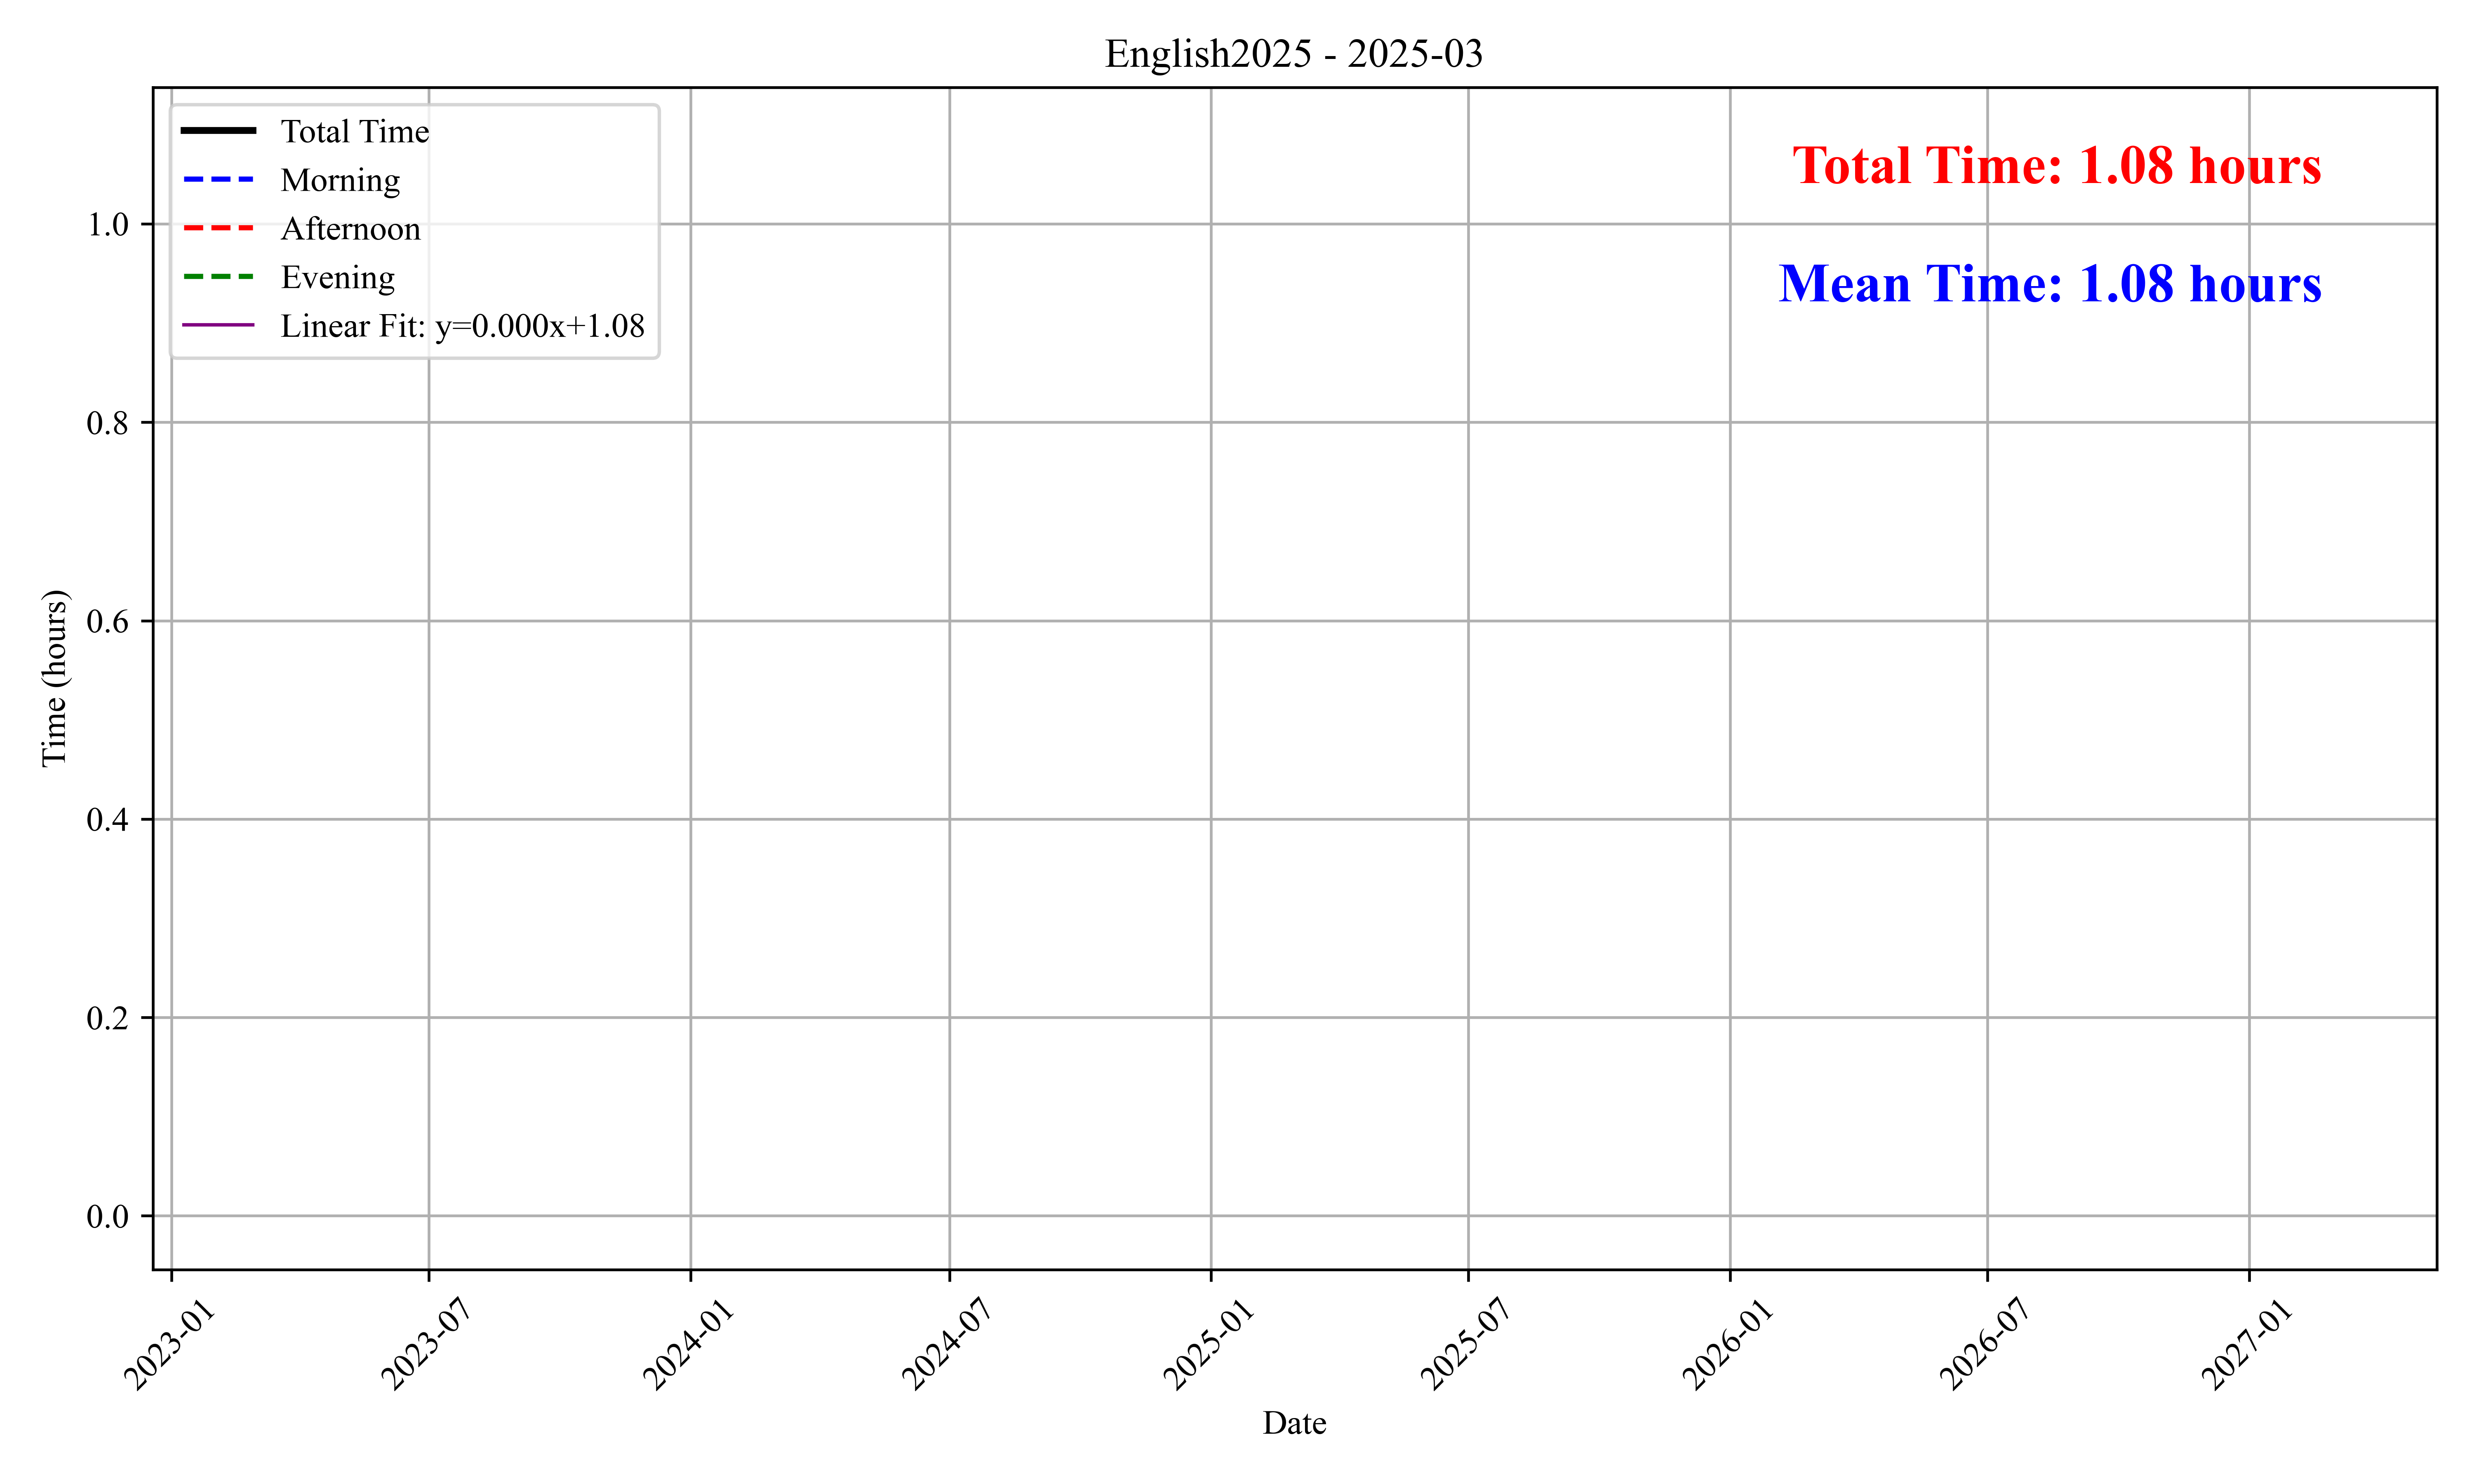 English2025 - 2025-03
Total Time
Morning
Afternoon
Evening
Linear Fit: y=0.000x+1.08
Total Time: 1.08 hours
Mean Time: 1.08 hours
Time (hours)
1.0
0.8
0.6
0.4
0.2
0.0
2023-01
2023-07
2024-01
2024-07
2025-01
2025-07
2026-01
2026-07
2027-01
Date